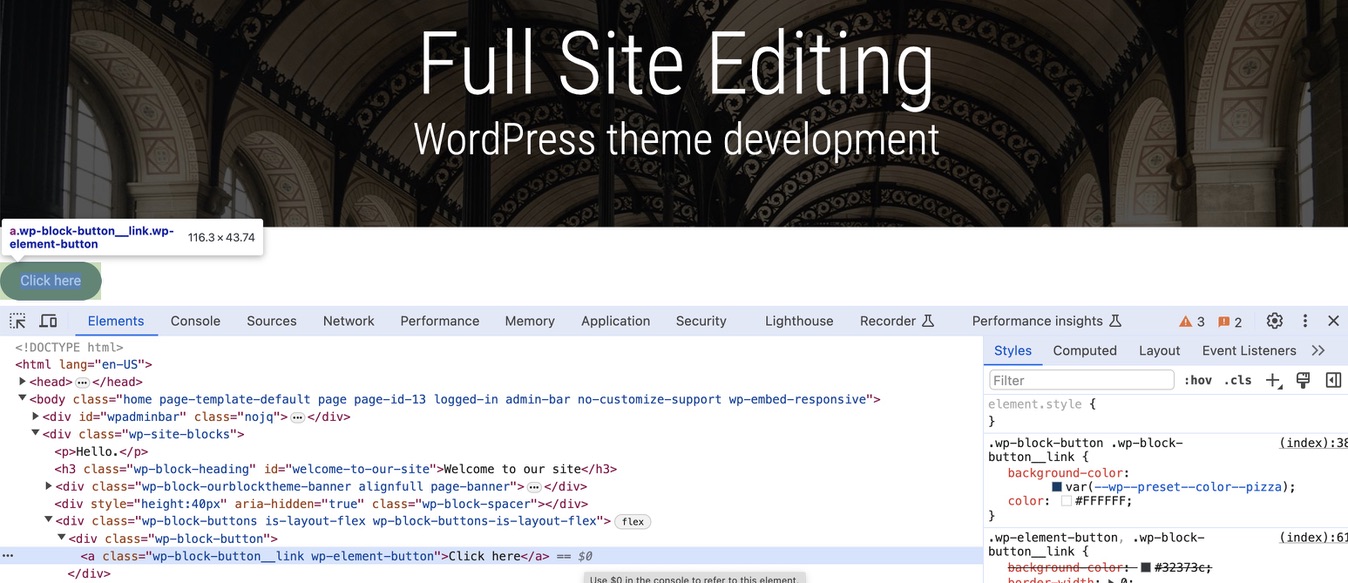 Full Site Editing
WordPress theme development
a.wp-block-button__link.wp-
element-button
116.3 × 43.74
Click here
Elements Console Sources Network Performance Memory Application Security Lighthouse Recorder Performance insights 3 2
<!DOCTYPE html>
<html lang="en-US">
<head> ··· </head>
<body class="home page-template-default page page-id-13 logged-in admin-bar no-customize-support wp-embed-responsive">
<div id="wpadminbar" class="nojq"> ··· </div>
<div class="wp-site-blocks">
<p>Hello.</p>
<h3 class="wp-block-heading" id="welcome-to-our-site">Welcome to our site</h3>
<div class="wp-block-ourblocktheme-banner alignfull page-banner"> ··· </div>
<div style="height:40px" aria-hidden="true" class="wp-block-spacer"></div>
<div class="wp-block-buttons is-layout-flex wp-block-buttons-is-layout-flex"> flex
<div class="wp-block-button">
··· <a class="wp-block-button__link wp-element-button">Click here</a> == $0
</div>
Use $0 in the console to refer to this element.
Styles Computed Layout Event Listeners
Filter :hov .cls
element.style {
}
.wp-block-button .wp-block- (index):38
button__link {
background-color:
var(--wp--preset--color--pizza);
color: #FFFFFF;
}
.wp-element-button, .wp-block- (index):61
button__link {
background-color: #32373c;
border-width: 0;